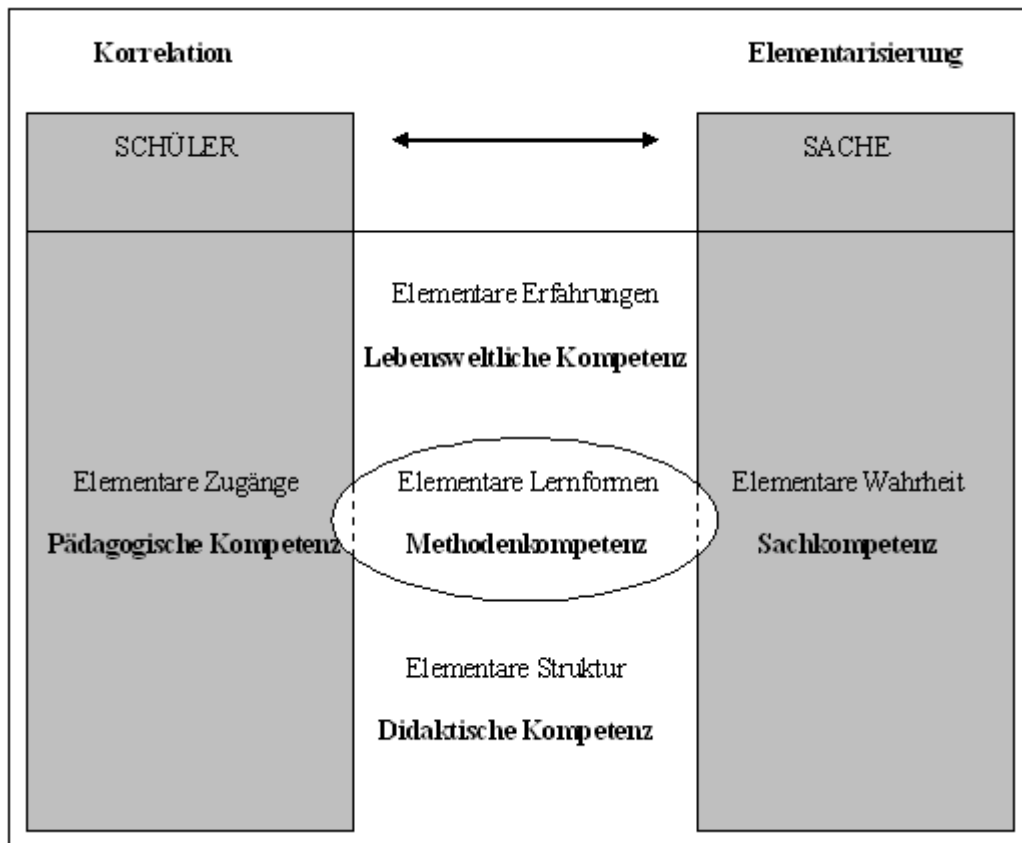 Korrelation
Elementarisierung
SCHÜLER
SACHE
Elementare Erfahrungen
Lebensweltliche Kompetenz
Elementare Zugänge
Pädagogische Kompetenz
Elementare Lernformen
Methodenkompetenz
Elementare Wahrheit
Sachkompetenz
Elementare Struktur
Didaktische Kompetenz